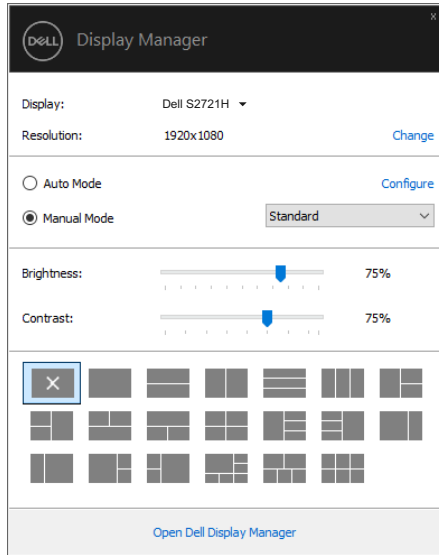 x
DELL Display Manager
Display: Dell S2721H
Resolution: 1920x1080 Change
Auto Mode Configure
Manual Mode Standard
Brightness: 75%
Contrast: 75%
Open Dell Display Manager